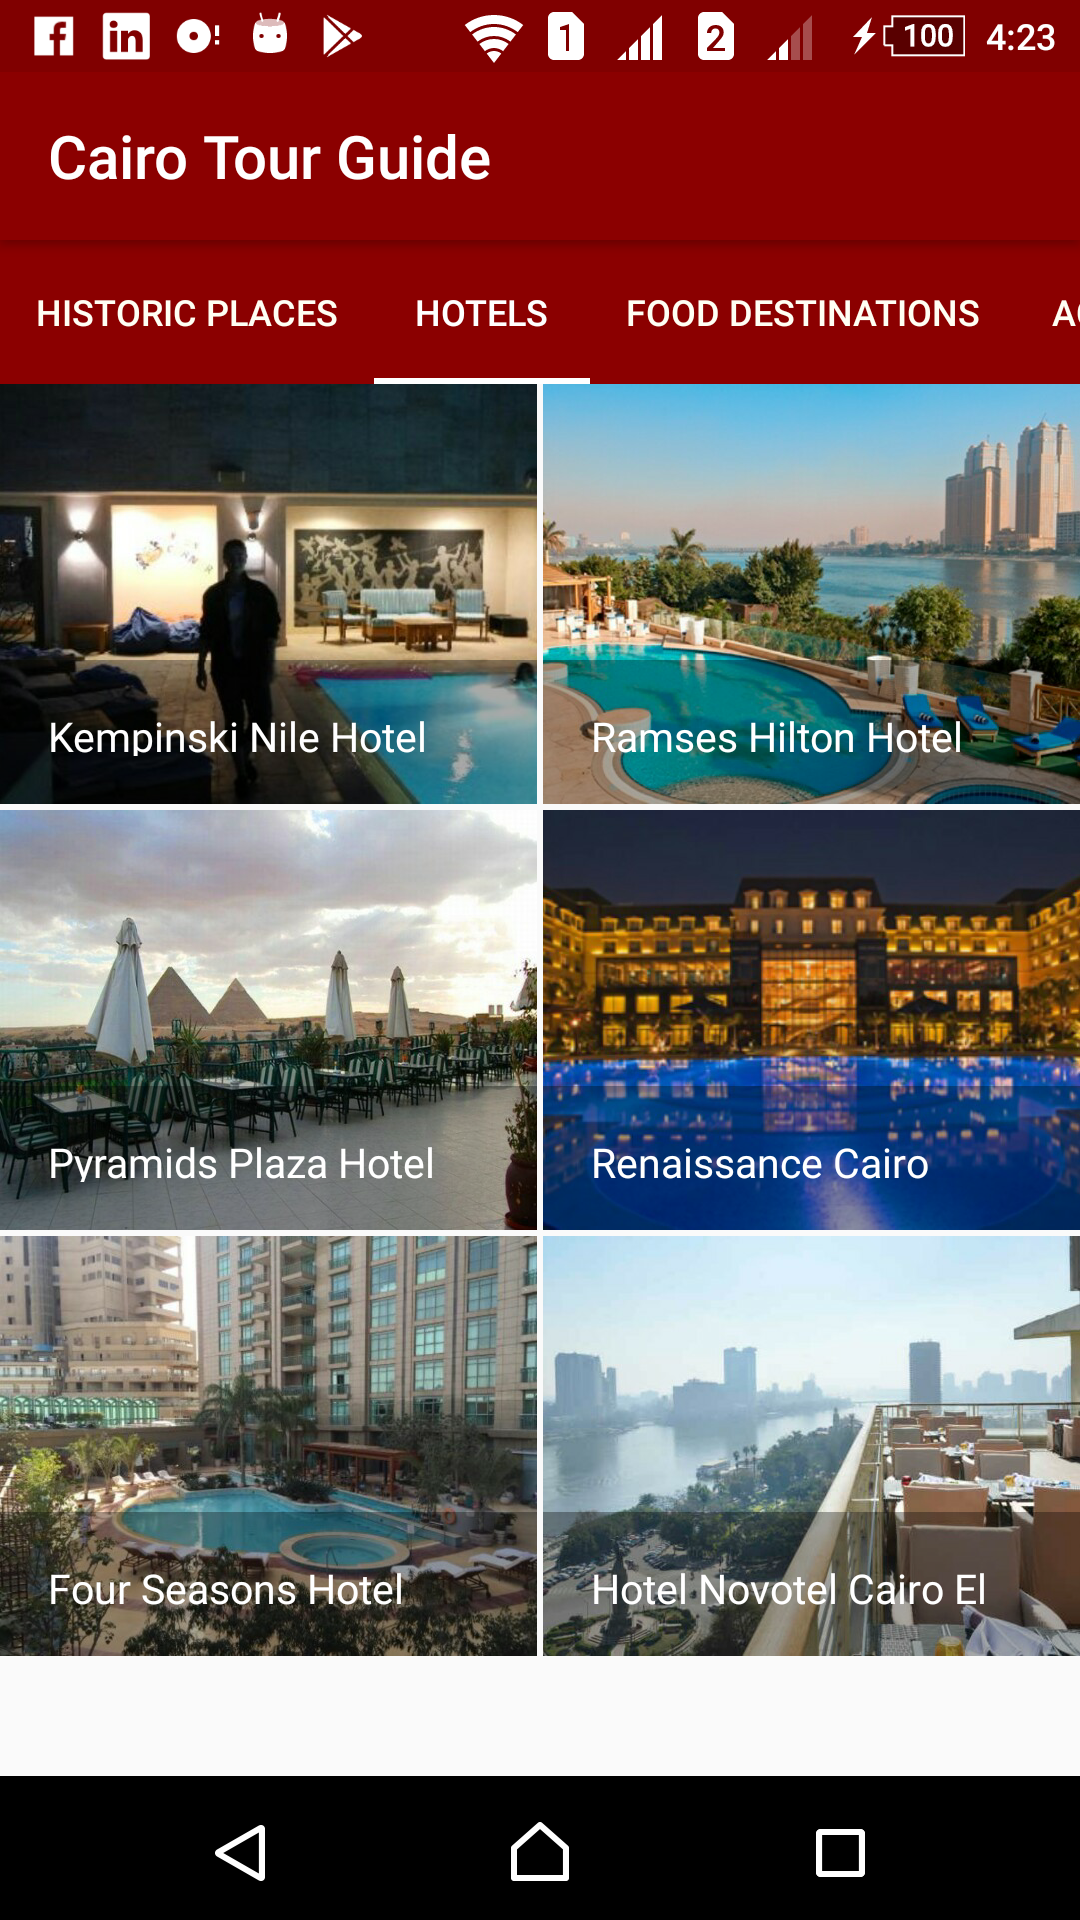 1 2 100 4:23
Cairo Tour Guide
HISTORIC PLACES HOTELS FOOD DESTINATIONS
Kempinski Nile Hotel Ramses Hilton Hotel
Pyramids Plaza Hotel Renaissance Cairo
Four Seasons Hotel Hotel Novotel Cairo El